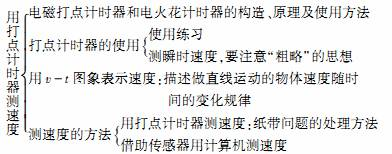 用打点计时器测速度
电磁打点计时器和电火花计时器的构造、原理及使用方法
打点计时器的使用
使用练习
测瞬时速度,要注意“粗略”的思想
用v-t图象表示速度:描述做直线运动的物体速度随时
间的变化规律
测速度的方法
用打点计时器测速度:纸带问题的处理方法
借助传感器用计算机测速度